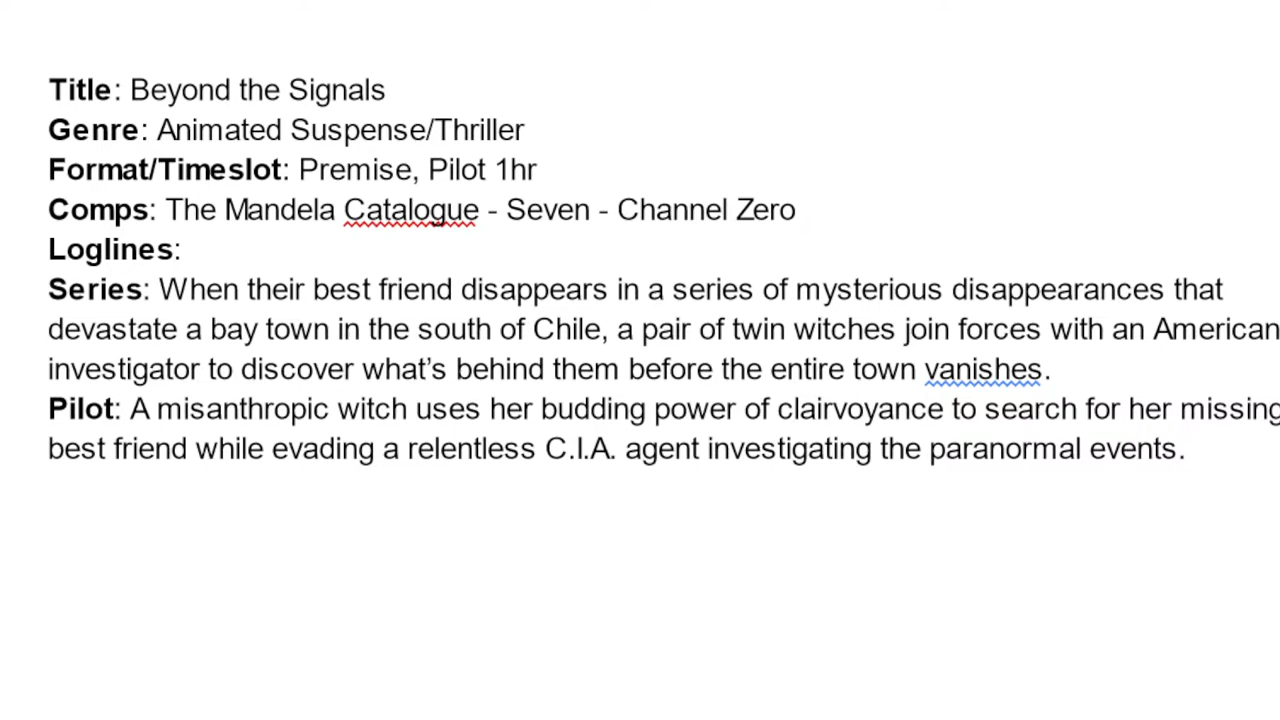 Title: Beyond the Signals
Genre: Animated Suspense/Thriller
Format/Timeslot: Premise, Pilot 1hr
Comps: The Mandela Catalogue - Seven - Channel Zero
Loglines:
Series: When their best friend disappears in a series of mysterious disappearances that
devastate a bay town in the south of Chile, a pair of twin witches join forces with an American
investigator to discover what’s behind them before the entire town vanishes.
Pilot: A misanthropic witch uses her budding power of clairvoyance to search for her missing
best friend while evading a relentless C.I.A. agent investigating the paranormal events.